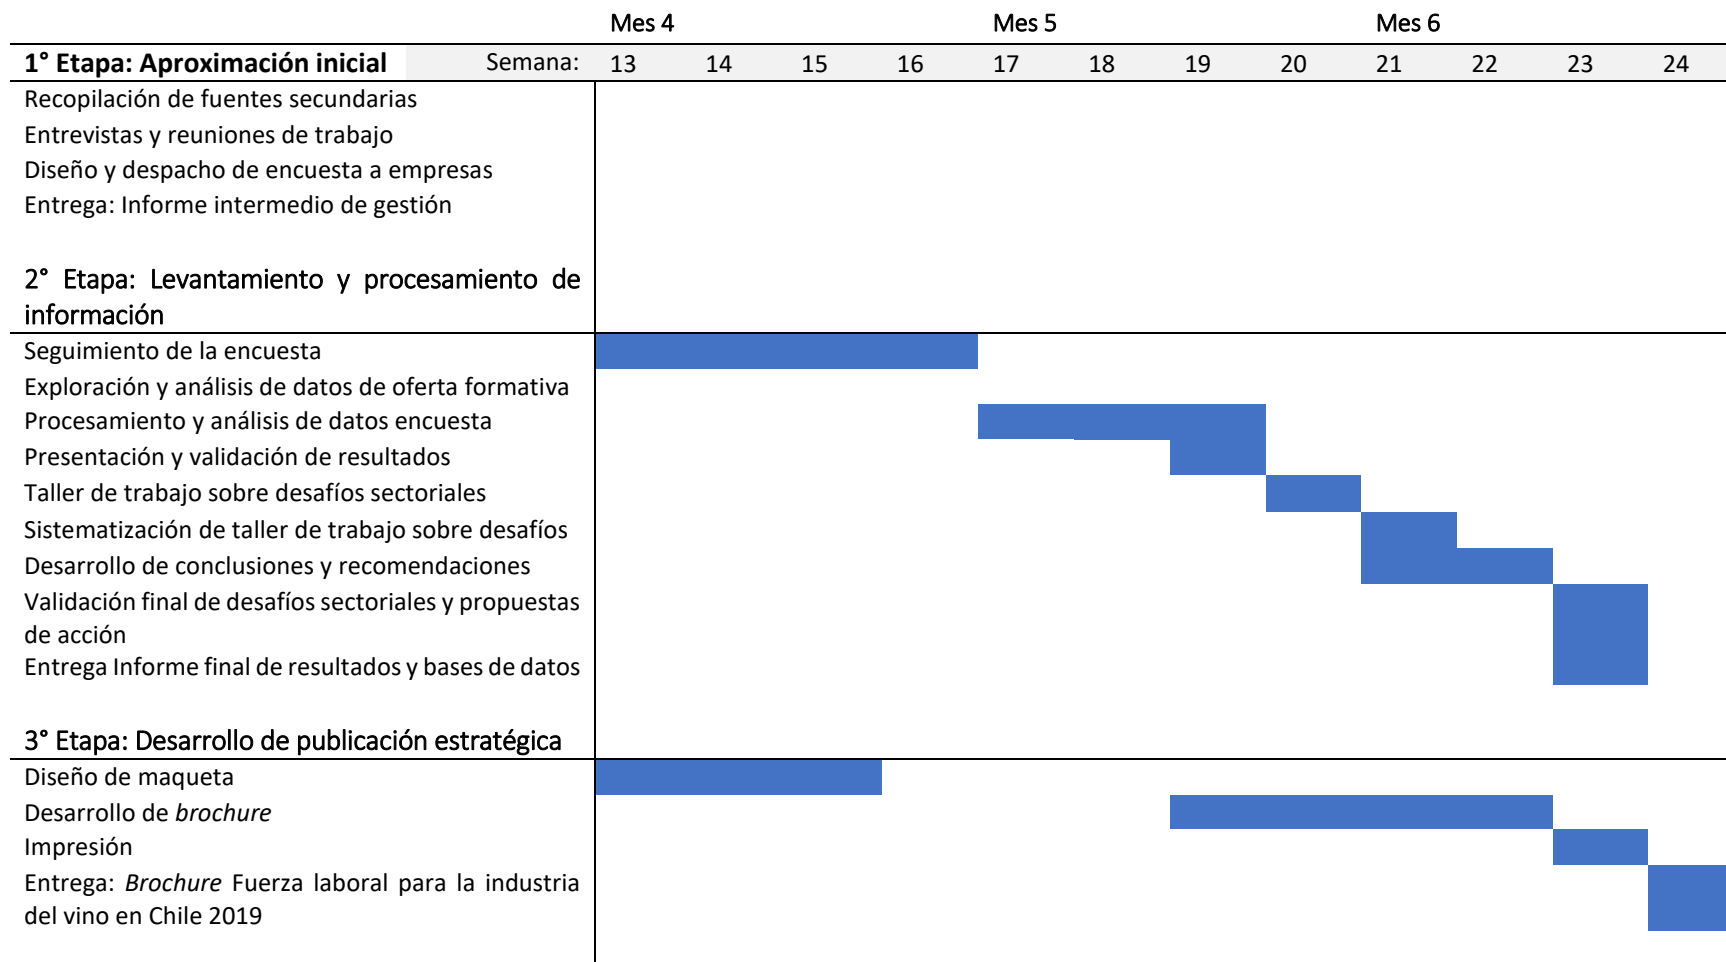 Mes 4 Mes 5 Mes 6
1° Etapa: Aproximación inicial Semana: 13 14 15 16 17 18 19 20 21 22 23 24
Recopilación de fuentes secundarias
Entrevistas y reuniones de trabajo
Diseño y despacho de encuesta a empresas
Entrega: Informe intermedio de gestión
2° Etapa: Levantamiento y procesamiento de
información
Seguimiento de la encuesta
Exploración y análisis de datos de oferta formativa
Procesamiento y análisis de datos encuesta
Presentación y validación de resultados
Taller de trabajo sobre desafíos sectoriales
Sistematización de taller de trabajo sobre desafíos
Desarrollo de conclusiones y recomendaciones
Validación final de desafíos sectoriales y propuestas
de acción
Entrega Informe final de resultados y bases de datos
3° Etapa: Desarrollo de publicación estratégica
Diseño de maqueta
Desarrollo de brochure
Impresión
Entrega: Brochure Fuerza laboral para la industria
del vino en Chile 2019